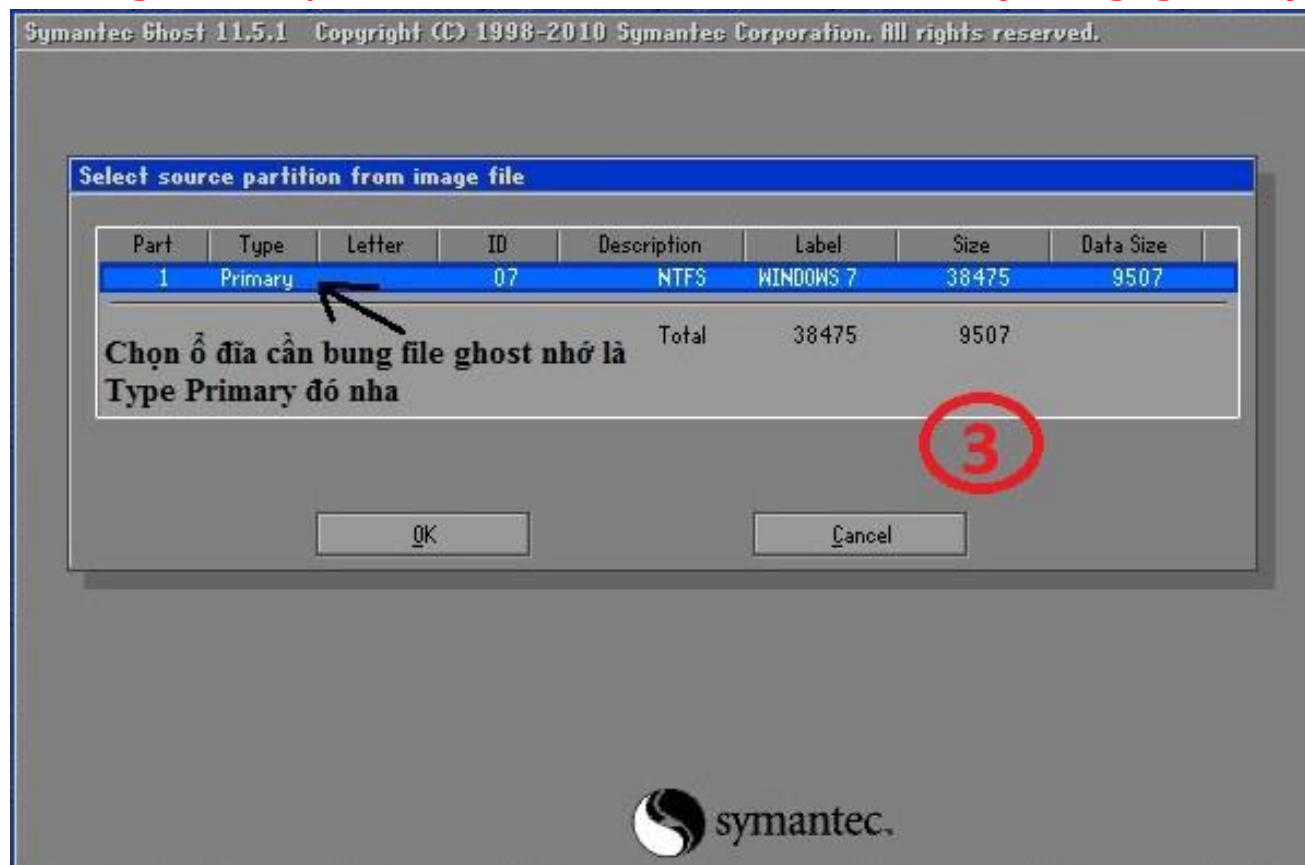 Symantec Ghost 11.5.1 Copyright (C) 1998-2010 Symantec Corporation. All rights reserved.
Select source partition from image file
Part Type Letter ID Description Label Size Data Size
1 Primary 07 NTFS WINDOWS 7 38475 9507
Total 38475 9507
Chọn ổ đĩa cần bung file ghost nhớ là
Type Primary đó nha
3
OK Cancel
symantec.